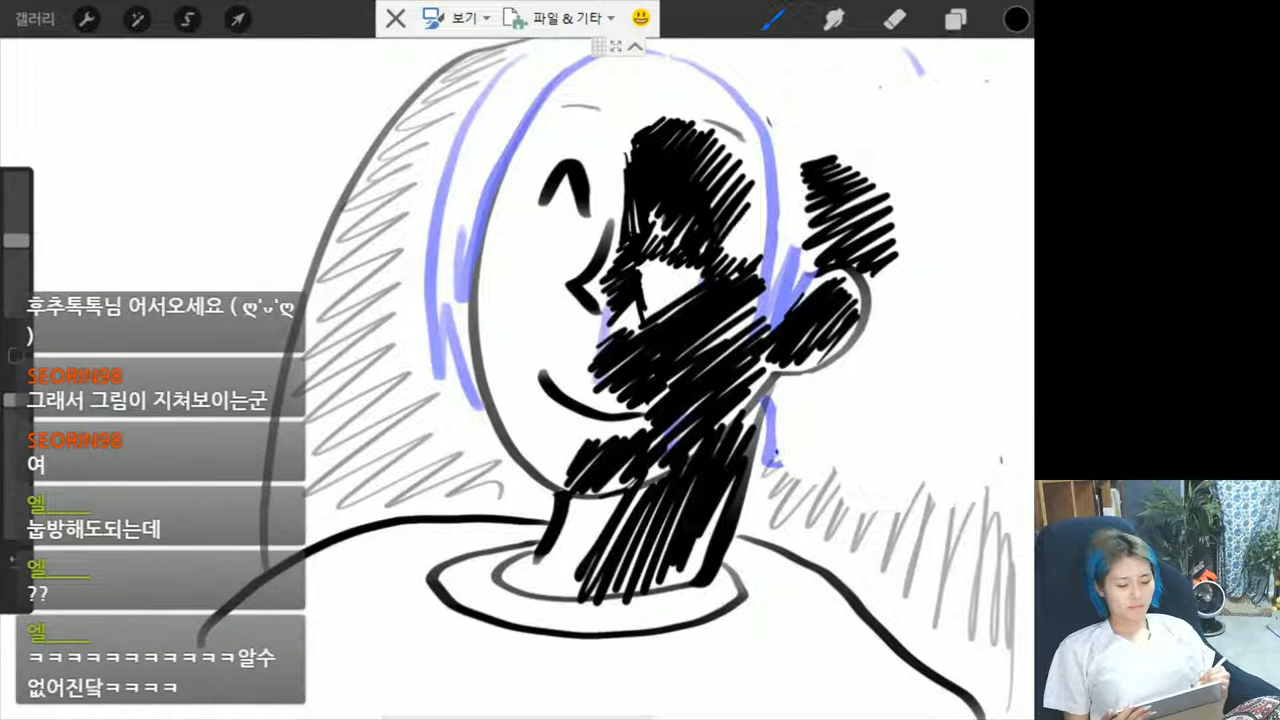 갤러리
보기
파일 & 기타
후추톡톡님 어서오세요 ( ღ'ᴗ'ღ
)
SEORIN98
그래서 그림이 지쳐보이는군
SEORIN98
여
엘____
눕방해도되는데
엘____
??
엘____
ㅋㅋㅋㅋㅋㅋㅋㅋㅋㅋㅋ알수
없어진닼ㅋㅋㅋㅋ